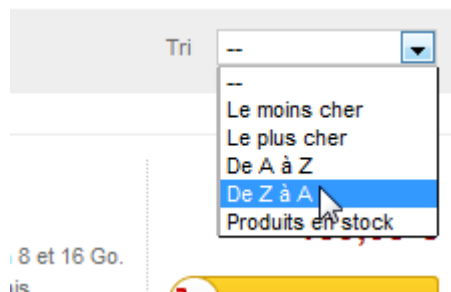 Tri --
--
Le moins cher
Le plus cher
De A à Z
De Z à A
Produits en stock
8 et 16 Go.